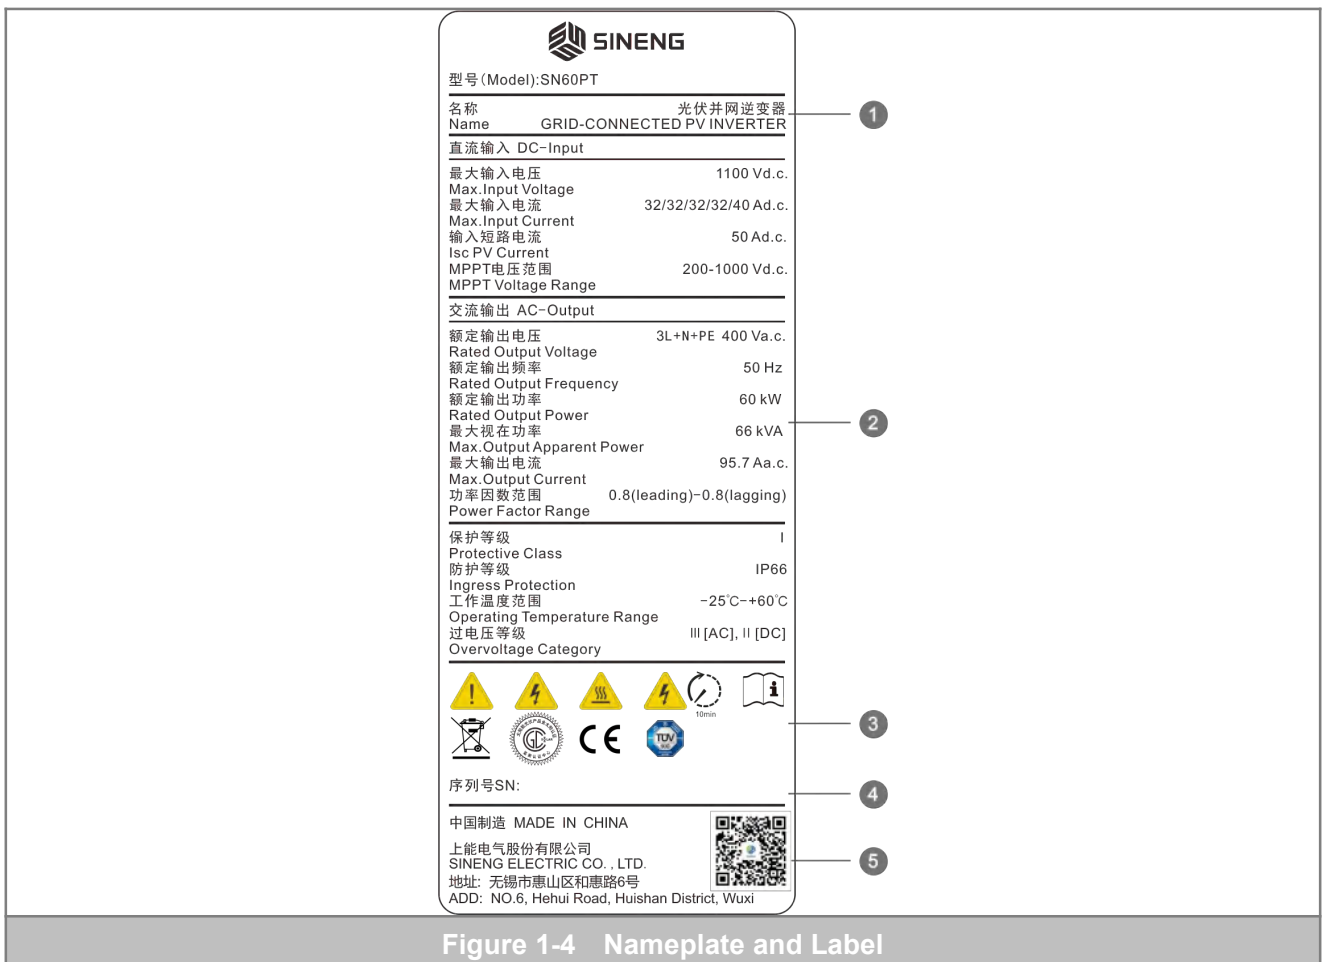 SINENG
型号(Model):SN60PT
名称 光伏并网逆变器
Name GRID-CONNECTED PV INVERTER
1
直流输入 DC-Input
最大输入电压 1100 Vd.c.
Max.Input Voltage
最大输入电流 32/32/32/32/40 Ad.c.
Max.Input Current
输入短路电流 50 Ad.c.
Isc PV Current
MPPT电压范围 200-1000 Vd.c.
MPPT Voltage Range
交流输出 AC-Output
额定输出电压 3L+N+PE 400 Va.c.
Rated Output Voltage
额定输出频率 50 Hz
Rated Output Frequency
额定输出功率 60 kW
Rated Output Power
2
最大视在功率 66 kVA
Max.Output Apparent Power
最大输出电流 95.7 Aa.c.
Max.Output Current
功率因数范围 0.8(leading)-0.8(lagging)
Power Factor Range
保护等级 I
Protective Class
防护等级 IP66
Ingress Protection
工作温度范围 -25℃-+60℃
Operating Temperature Range
过电压等级 III [AC], II [DC]
Overvoltage Category
10min
3
CE
TÜV
序列号SN:
4
中国制造 MADE IN CHINA
上能电气股份有限公司
SINENG ELECTRIC CO. , LTD.
5
地址: 无锡市惠山区和惠路6号
ADD: NO.6, Hehui Road, Huishan District, Wuxi
Figure 1-4 Nameplate and Label